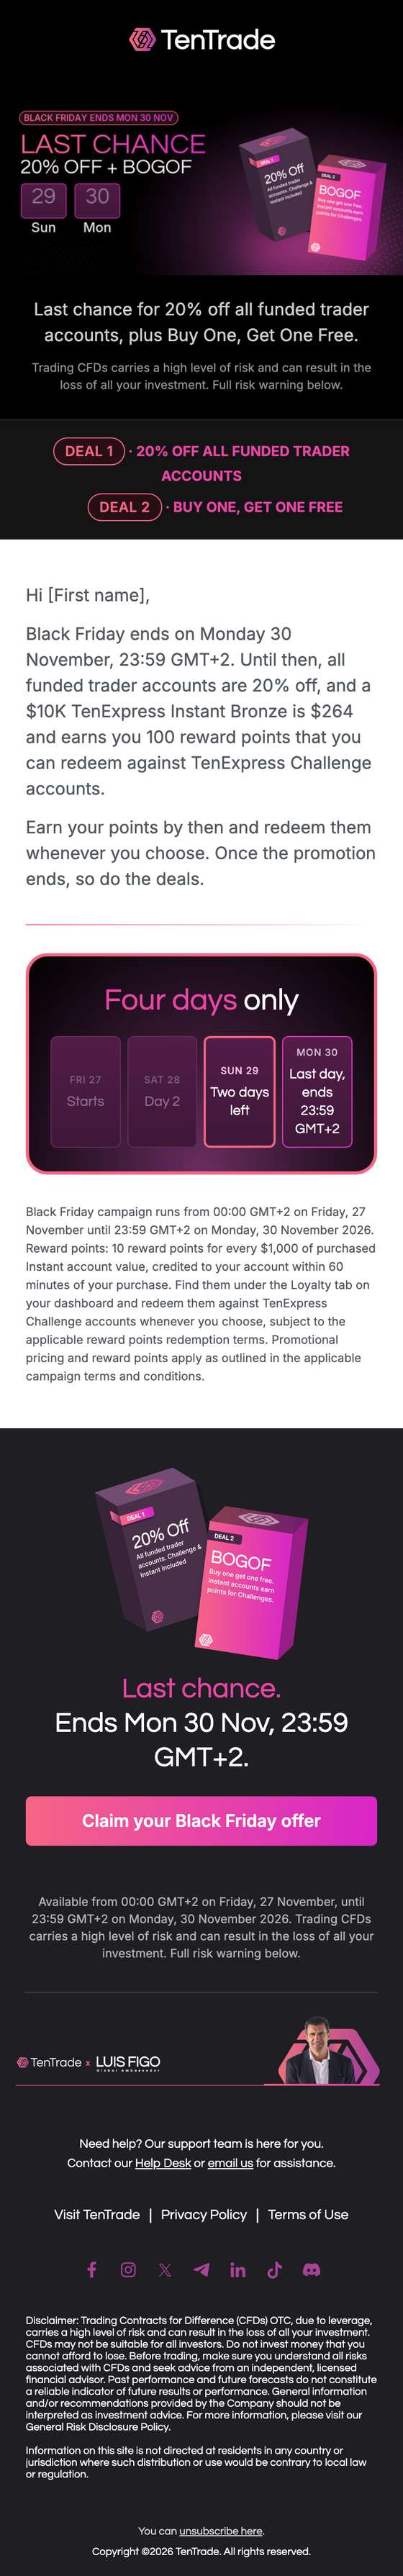 TenTrade
BLACK FRIDAY ENDS MON 30 NOV
LAST CHANCE
20% OFF + BOGOF
29 30
Sun Mon
DEAL 1
20% Off
All funded trader
accounts. Challenge &
Instant included
DEAL 2
BOGOF
Buy one get one free.
Instant accounts earn
points for Challenges.
Last chance for 20% off all funded trader
accounts, plus Buy One, Get One Free.
Trading CFDs carries a high level of risk and can result in the
loss of all your investment. Full risk warning below.
DEAL 1 · 20% OFF ALL FUNDED TRADER
ACCOUNTS
DEAL 2 · BUY ONE, GET ONE FREE
Hi [First name],
Black Friday ends on Monday 30
November, 23:59 GMT+2. Until then, all
funded trader accounts are 20% off, and a
$10K TenExpress Instant Bronze is $264
and earns you 100 reward points that you
can redeem against TenExpress Challenge
accounts.
Earn your points by then and redeem them
whenever you choose. Once the promotion
ends, so do the deals.
Four days only
FRI 27
Starts
SAT 28
Day 2
SUN 29
Two days
left
MON 30
Last day,
ends
23:59
GMT+2
Black Friday campaign runs from 00:00 GMT+2 on Friday, 27
November until 23:59 GMT+2 on Monday, 30 November 2026.
Reward points: 10 reward points for every $1,000 of purchased
Instant account value, credited to your account within 60
minutes of your purchase. Find them under the Loyalty tab on
your dashboard and redeem them against TenExpress
Challenge accounts whenever you choose, subject to the
applicable reward points redemption terms. Promotional
pricing and reward points apply as outlined in the applicable
campaign terms and conditions.
DEAL 1
20% Off
All funded trader
accounts. Challenge &
Instant included
DEAL 2
BOGOF
Buy one get one free.
Instant accounts earn
points for Challenges.
Last chance.
Ends Mon 30 Nov, 23:59
GMT+2.
Claim your Black Friday offer
Available from 00:00 GMT+2 on Friday, 27 November, until
23:59 GMT+2 on Monday, 30 November 2026. Trading CFDs
carries a high level of risk and can result in the loss of all your
investment. Full risk warning below.
TenTrade x LUIS FIGO
Global Ambassador
Need help? Our support team is here for you.
Contact our Help Desk or email us for assistance.
Visit TenTrade | Privacy Policy | Terms of Use
Disclaimer: Trading Contracts for Difference (CFDs) OTC, due to leverage,
carries a high level of risk and can result in the loss of all your investment.
CFDs may not be suitable for all investors. Do not invest money that you
cannot afford to lose. Before trading, make sure you understand all risks
associated with CFDs and seek advice from an independent, licensed
financial advisor. Past performance and future forecasts do not constitute
a reliable indicator of future results or performance. General information
and/or recommendations provided by the Company should not be
interpreted as investment advice. For more information, please visit our
General Risk Disclosure Policy.
Information on this site is not directed at residents in any country or
jurisdiction where such distribution or use would be contrary to local law
or regulation.
You can unsubscribe here.
Copyright ©2026 TenTrade. All rights reserved.